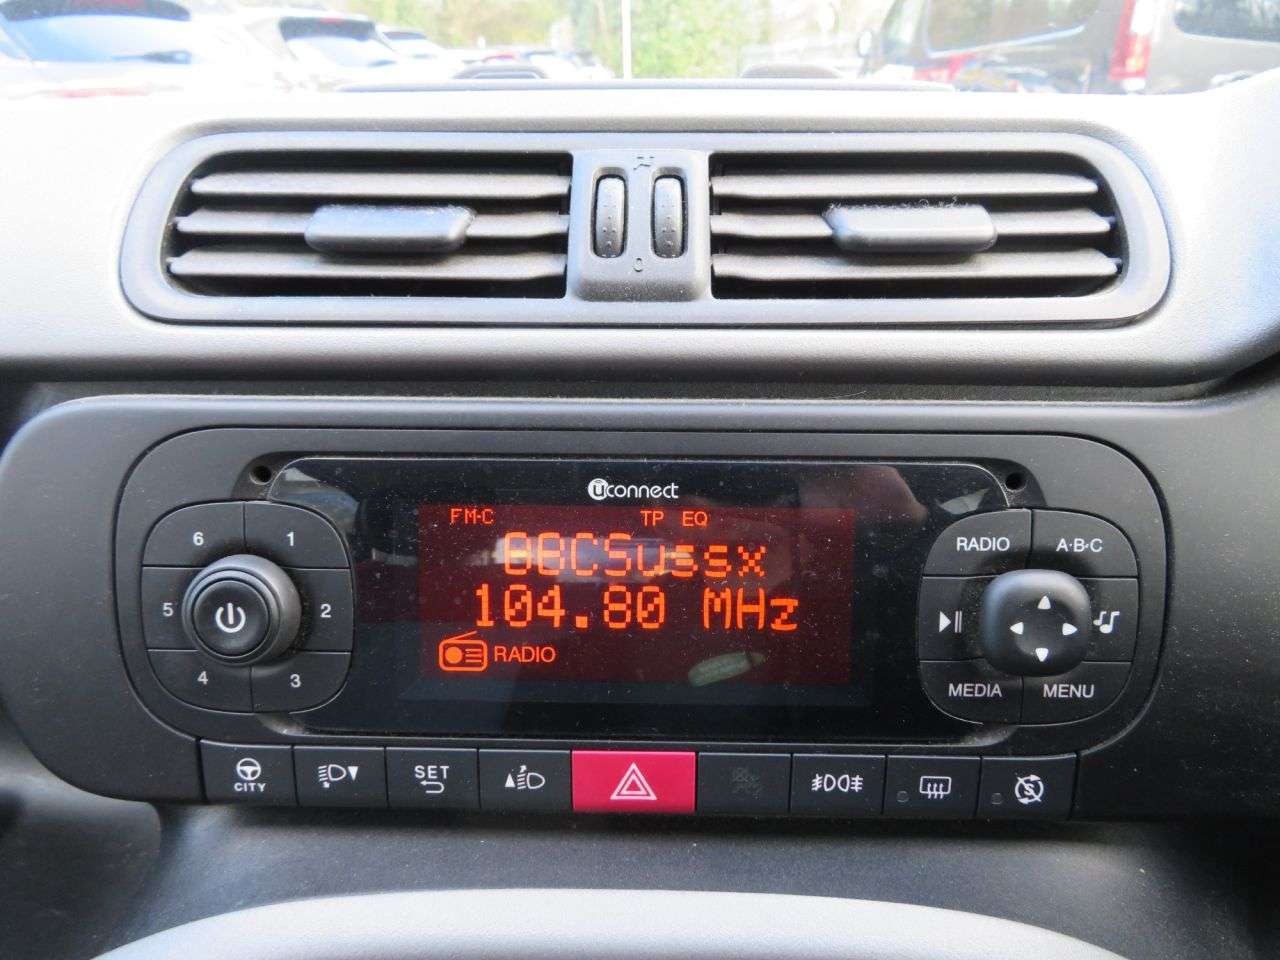 uconnect
FM-C TP EQ
BBCSussx
104.80 MHz
RADIO
6 1
5 2
4 3
RADIO A·B·C
MEDIA MENU
CITY
SET
0